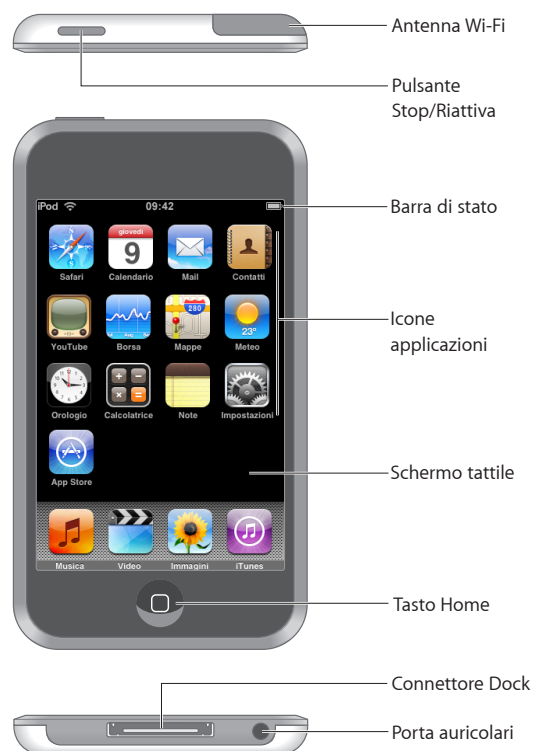 Antenna Wi-Fi
Pulsante
Stop/Riattiva
iPod 09:42
Barra di stato
giovedì
9
Safari Calendario Mail Contatti
Icone
applicazioni
280
23°
YouTube Borsa Mappe Meteo
Orologio Calcolatrice Note Impostazioni
App Store
Schermo tattile
Musica Video Immagini iTunes
Tasto Home
Connettore Dock
Porta auricolari